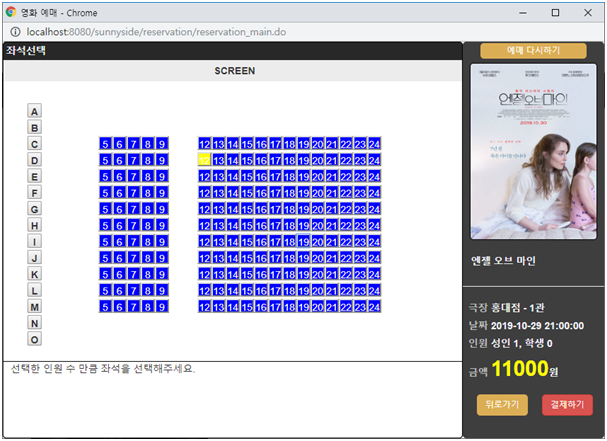 영화 예매 - Chrome
localhost:8080/sunnyside/reservation/reservation_main.do
좌석선택
SCREEN
A
B
C 5 6 7 8 9 12 13 14 15 16 17 18 19 20 21 22 23 24
D 5 6 7 8 9 12 13 14 15 16 17 18 19 20 21 22 23 24
E 5 6 7 8 9 12 13 14 15 16 17 18 19 20 21 22 23 24
F 5 6 7 8 9 12 13 14 15 16 17 18 19 20 21 22 23 24
G 5 6 7 8 9 12 13 14 15 16 17 18 19 20 21 22 23 24
H 5 6 7 8 9 12 13 14 15 16 17 18 19 20 21 22 23 24
I 5 6 7 8 9 12 13 14 15 16 17 18 19 20 21 22 23 24
J 5 6 7 8 9 12 13 14 15 16 17 18 19 20 21 22 23 24
K 5 6 7 8 9 12 13 14 15 16 17 18 19 20 21 22 23 24
L 5 6 7 8 9 12 13 14 15 16 17 18 19 20 21 22 23 24
M 5 6 7 8 9 12 13 14 15 16 17 18 19 20 21 22 23 24
N
O
선택한 인원 수 만큼 좌석을 선택해주세요.
예매 다시하기
엔젤 오브 마인
2019.10.30
엔젤 오브 마인
극장 홍대점 - 1관
날짜 2019-10-29 21:00:00
인원 성인 1, 학생 0
금액 11000원
뒤로가기 결제하기